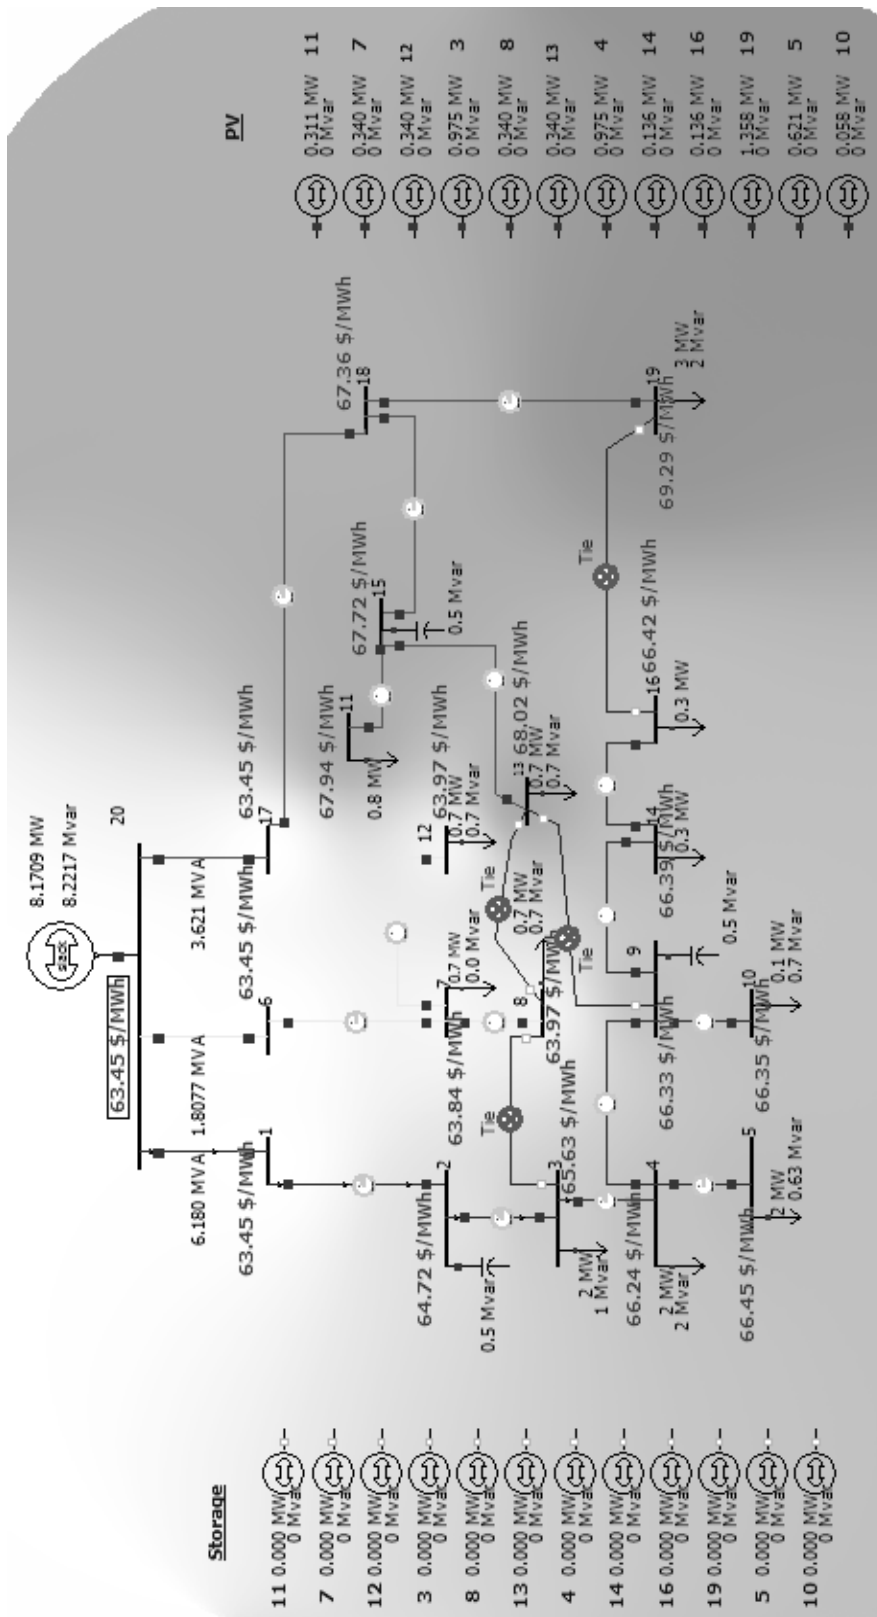 PV
0.311 MW 11
0 Mvar
0.340 MW 7
0 Mvar
0.340 MW 12
0 Mvar
0.975 MW 3
0 Mvar
0.340 MW 8
0 Mvar
0.340 MW 13
0 Mvar
0.975 MW 4
0 Mvar
0.136 MW 14
0 Mvar
0.136 MW 16
0 Mvar
1.358 MW 19
0 Mvar
0.621 MW 5
0 Mvar
0.058 MW 10
0 Mvar
8.1709 MW
8.2217 Mvar
slack
20
63.45 $/MWh
6.180 MVA
1.8077 MVA
3.621 MVA
63.45 $/MWh
1
63.45 $/MWh
6
63.45 $/MWh
17
67.36 $/MWh
18
67.72 $/MWh
15
0.5 Mvar
67.94 $/MWh
11
0.8 MW
63.97 $/MWh
12
0.7 MW
0.7 Mvar
64.72 $/MWh
2
0.5 Mvar
63.84 $/MWh
7
0.7 MW
0.0 Mvar
68.02 $/MWh
13
0.7 MW
0.7 Mvar
Tie
Tie
Tie
Tie
8
0.7 MW
0.7 Mvar
63.97 $/MWh
65.63 $/MWh
3
2 MW
1 Mvar
66.24 $/MWh
4
2 MW
2 Mvar
66.33 $/MWh
9
0.5 Mvar
66.39 $/MWh
14
0.3 MW
66.42 $/MWh
16
0.3 MW
69.29 $/MWh
19
3 MW
2 Mvar
66.45 $/MWh
5
2 MW
0.63 Mvar
66.35 $/MWh
10
0.1 MW
0.7 Mvar
Storage
11 0.000 MW
0 Mvar
7 0.000 MW
0 Mvar
12 0.000 MW
0 Mvar
3 0.000 MW
0 Mvar
8 0.000 MW
0 Mvar
13 0.000 MW
0 Mvar
4 0.000 MW
0 Mvar
14 0.000 MW
0 Mvar
16 0.000 MW
0 Mvar
19 0.000 MW
0 Mvar
5 0.000 MW
0 Mvar
10 0.000 MW
0 Mvar